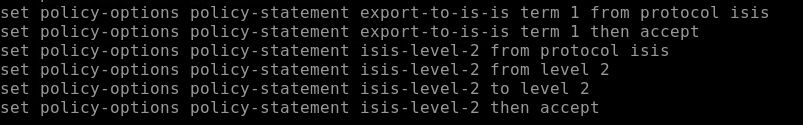 set policy-options policy-statement export-to-is-is term 1 from protocol isis
set policy-options policy-statement export-to-is-is term 1 then accept
set policy-options policy-statement isis-level-2 from protocol isis
set policy-options policy-statement isis-level-2 from level 2
set policy-options policy-statement isis-level-2 to level 2
set policy-options policy-statement isis-level-2 then accept